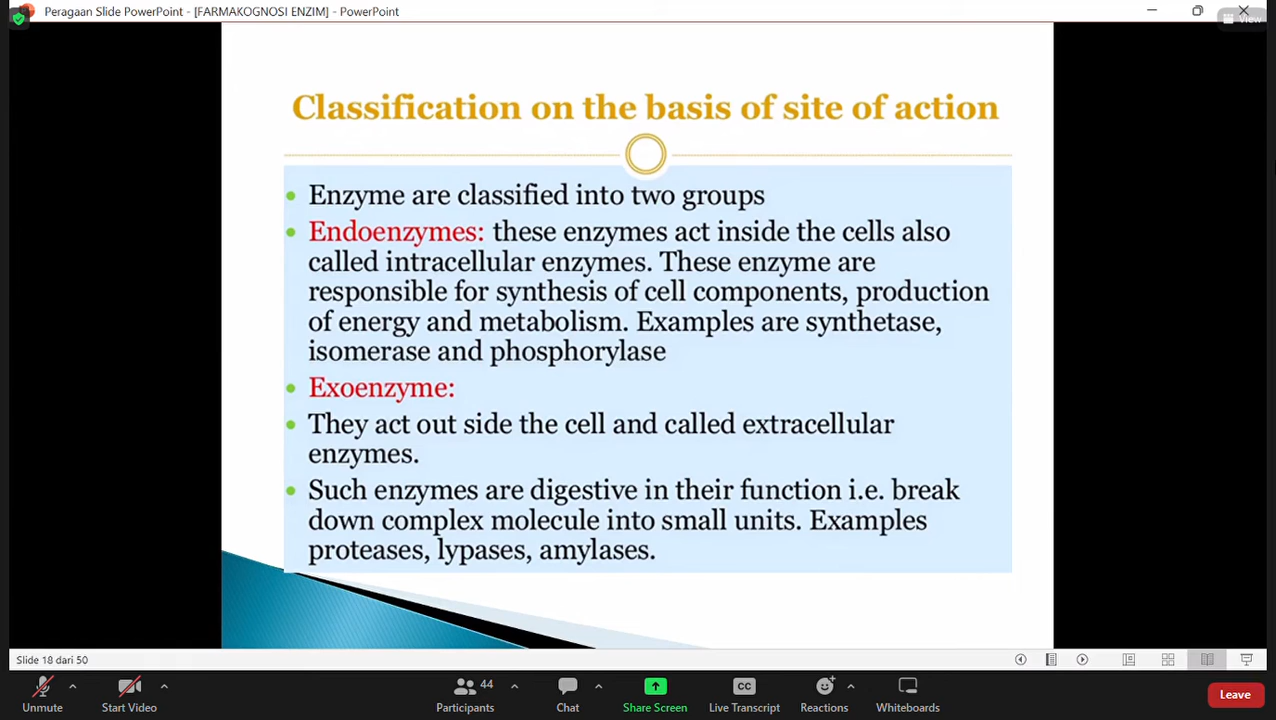 Peragaan Slide PowerPoint - [FARMAKOGNOSI ENZIM] - PowerPoint
View
Classification on the basis of site of action
Enzyme are classified into two groups
Endoenzymes: these enzymes act inside the cells also
called intracellular enzymes. These enzyme are
responsible for synthesis of cell components, production
of energy and metabolism. Examples are synthetase,
isomerase and phosphorylase
Exoenzyme:
They act out side the cell and called extracellular
enzymes.
Such enzymes are digestive in their function i.e. break
down complex molecule into small units. Examples
proteases, lypases, amylases.
Slide 18 dari 50
44
CC
Unmute
Start Video
Participants
Chat
Share Screen
Live Transcript
Reactions
Whiteboards
Leave